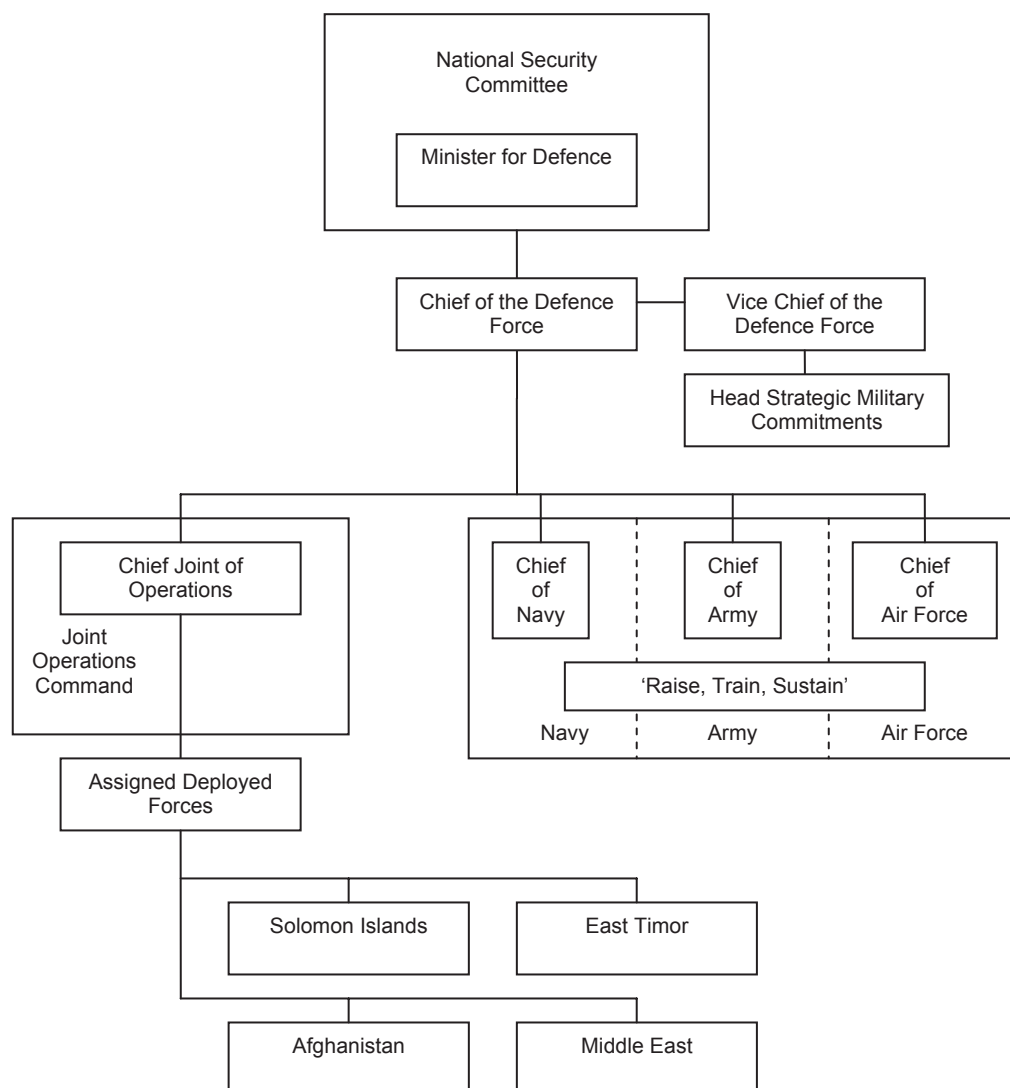 National Security
Committee
Minister for Defence
Chief of the Defence
Force
Vice Chief of the
Defence Force
Head Strategic Military
Commitments
Chief Joint of
Operations
Joint
Operations
Command
Chief
of
Navy
Chief
of
Army
Chief
of
Air Force
‘Raise, Train, Sustain’
Navy
Army
Air Force
Assigned Deployed
Forces
Solomon Islands
East Timor
Afghanistan
Middle East